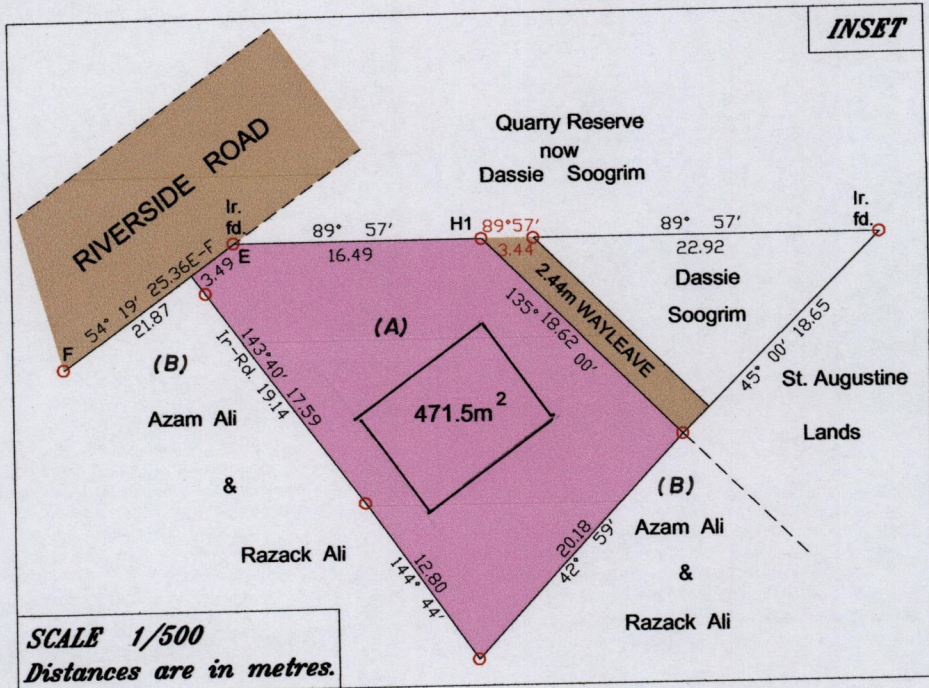 INSET
Quarry Reserve
now
Dassie Soogrim
RIVERSIDE ROAD
Ir.
fd.
E
89° 57'
16.49
H1
89°57'
3.44
89° 57'
22.92
Ir.
fd.
54° 19' 25.36E-F
21.87
3.49
F
(B)
Azam Ali
&
Razack Ali
143°40' 17.59
Ir-Rd. 19.14
(A)
471.5m²
135° 18.62 00'
2.44m WAYLEAVE
Dassie
Soogrim
45° 00' 18.65
St. Augustine
Lands
(B)
Azam Ali
&
Razack Ali
20.18
42° 59'
12.80
144° 44'
SCALE 1/500
Distances are in metres.